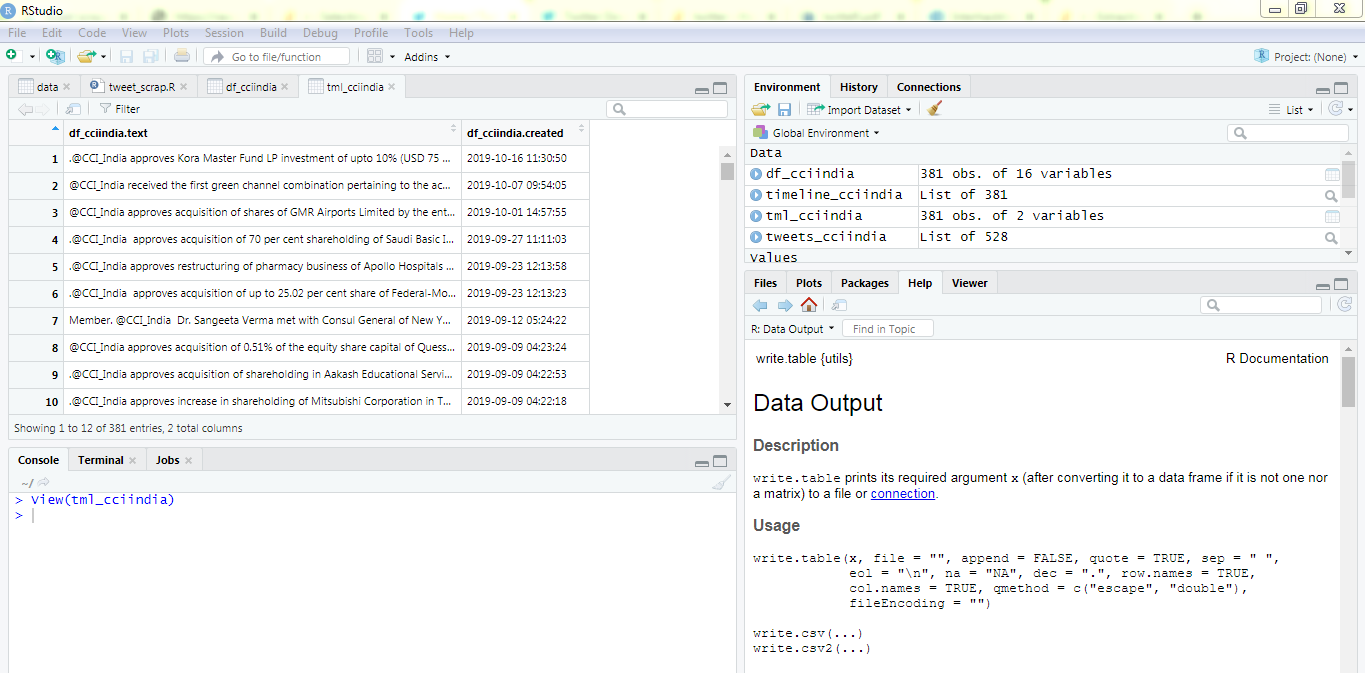 RStudio
File Edit Code View Plots Session Build Debug Profile Tools Help
Go to file/function Addins Project: (None)
data tweet_scrap.R df_cciindia tml_cciindia
Filter
df_cciindia.text df_cciindia.created
1 .@CCI_India approves Kora Master Fund LP investment of upto 10% (USD 75 ... 2019-10-16 11:30:50
2 @CCI_India received the first green channel combination pertaining to the ac... 2019-10-07 09:54:05
3 @CCI_India approves acquisition of shares of GMR Airports Limited by the ent... 2019-10-01 14:57:55
4 .@CCI_India approves acquisition of 70 per cent shareholding of Saudi Basic I... 2019-09-27 11:11:03
5 .@CCI_India approves restructuring of pharmacy business of Apollo Hospitals ... 2019-09-23 12:13:58
6 .@CCI_India approves acquisition of up to 25.02 per cent share of Federal-Mo... 2019-09-23 12:13:23
7 Member. @CCI_India Dr. Sangeeta Verma met with Consul General of New Y... 2019-09-12 05:24:22
8 @CCI_India approves acquisition of 0.51% of the equity share capital of Quess... 2019-09-09 04:23:24
9 .@CCI_India approves acquisition of shareholding in Aakash Educational Servi... 2019-09-09 04:22:53
10 .@CCI_India approves increase in shareholding of Mitsubishi Corporation in T... 2019-09-09 04:22:18
Showing 1 to 12 of 381 entries, 2 total columns
Console Terminal Jobs
~/
> View(tml_cciindia)
>
Environment History Connections
Import Dataset List
Global Environment
Data
df_cciindia 381 obs. of 16 variables
timeline_cciindia List of 381
tml_cciindia 381 obs. of 2 variables
tweets_cciindia List of 528
Values
Files Plots Packages Help Viewer
R: Data Output Find in Topic
write.table {utils} R Documentation
Data Output
Description
write.table prints its required argument x (after converting it to a data frame if it is not one nor
a matrix) to a file or connection.
Usage
write.table(x, file = "", append = FALSE, quote = TRUE, sep = " ",
eol = "\n", na = "NA", dec = ".", row.names = TRUE,
col.names = TRUE, qmethod = c("escape", "double"),
fileEncoding = "")
write.csv(...)
write.csv2(...)